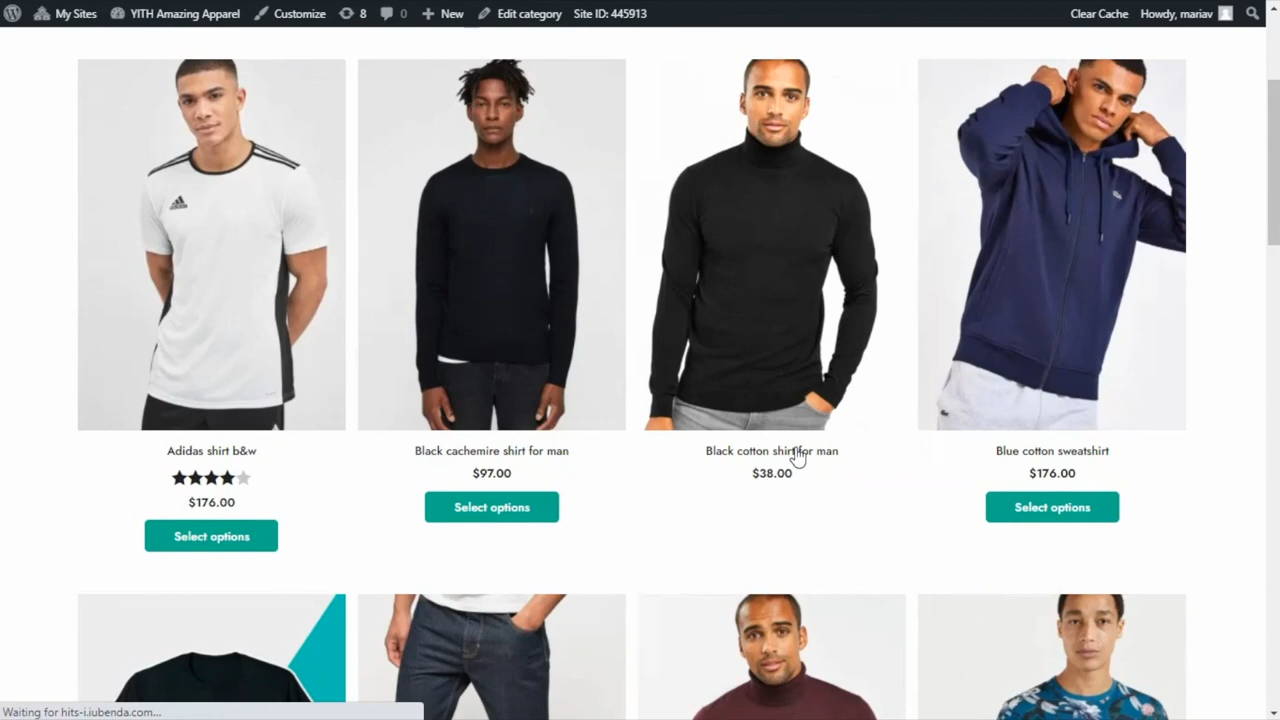 My Sites YITH Amazing Apparel Customize 8 0 New Edit category Site ID: 445913 Clear Cache Howdy, mariav
adidas
Adidas shirt b&w
$176.00
Select options
Black cachemire shirt for man
$97.00
Select options
Black cotton shirt for man
$38.00
Blue cotton sweatshirt
$176.00
Select options
Waiting for hits-i.iubenda.com...